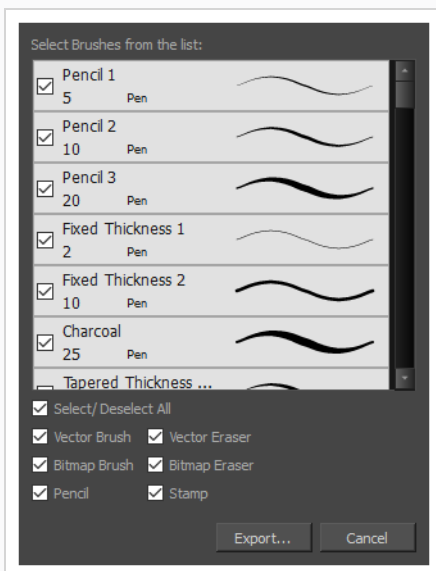 Select Brushes from the list:
Pencil 1
5 Pen
Pencil 2
10 Pen
Pencil 3
20 Pen
Fixed Thickness 1
2 Pen
Fixed Thickness 2
10 Pen
Charcoal
25 Pen
Tapered Thickness ...
Select/Deselect All
Vector Brush Vector Eraser
Bitmap Brush Bitmap Eraser
Pencil Stamp
Export... Cancel